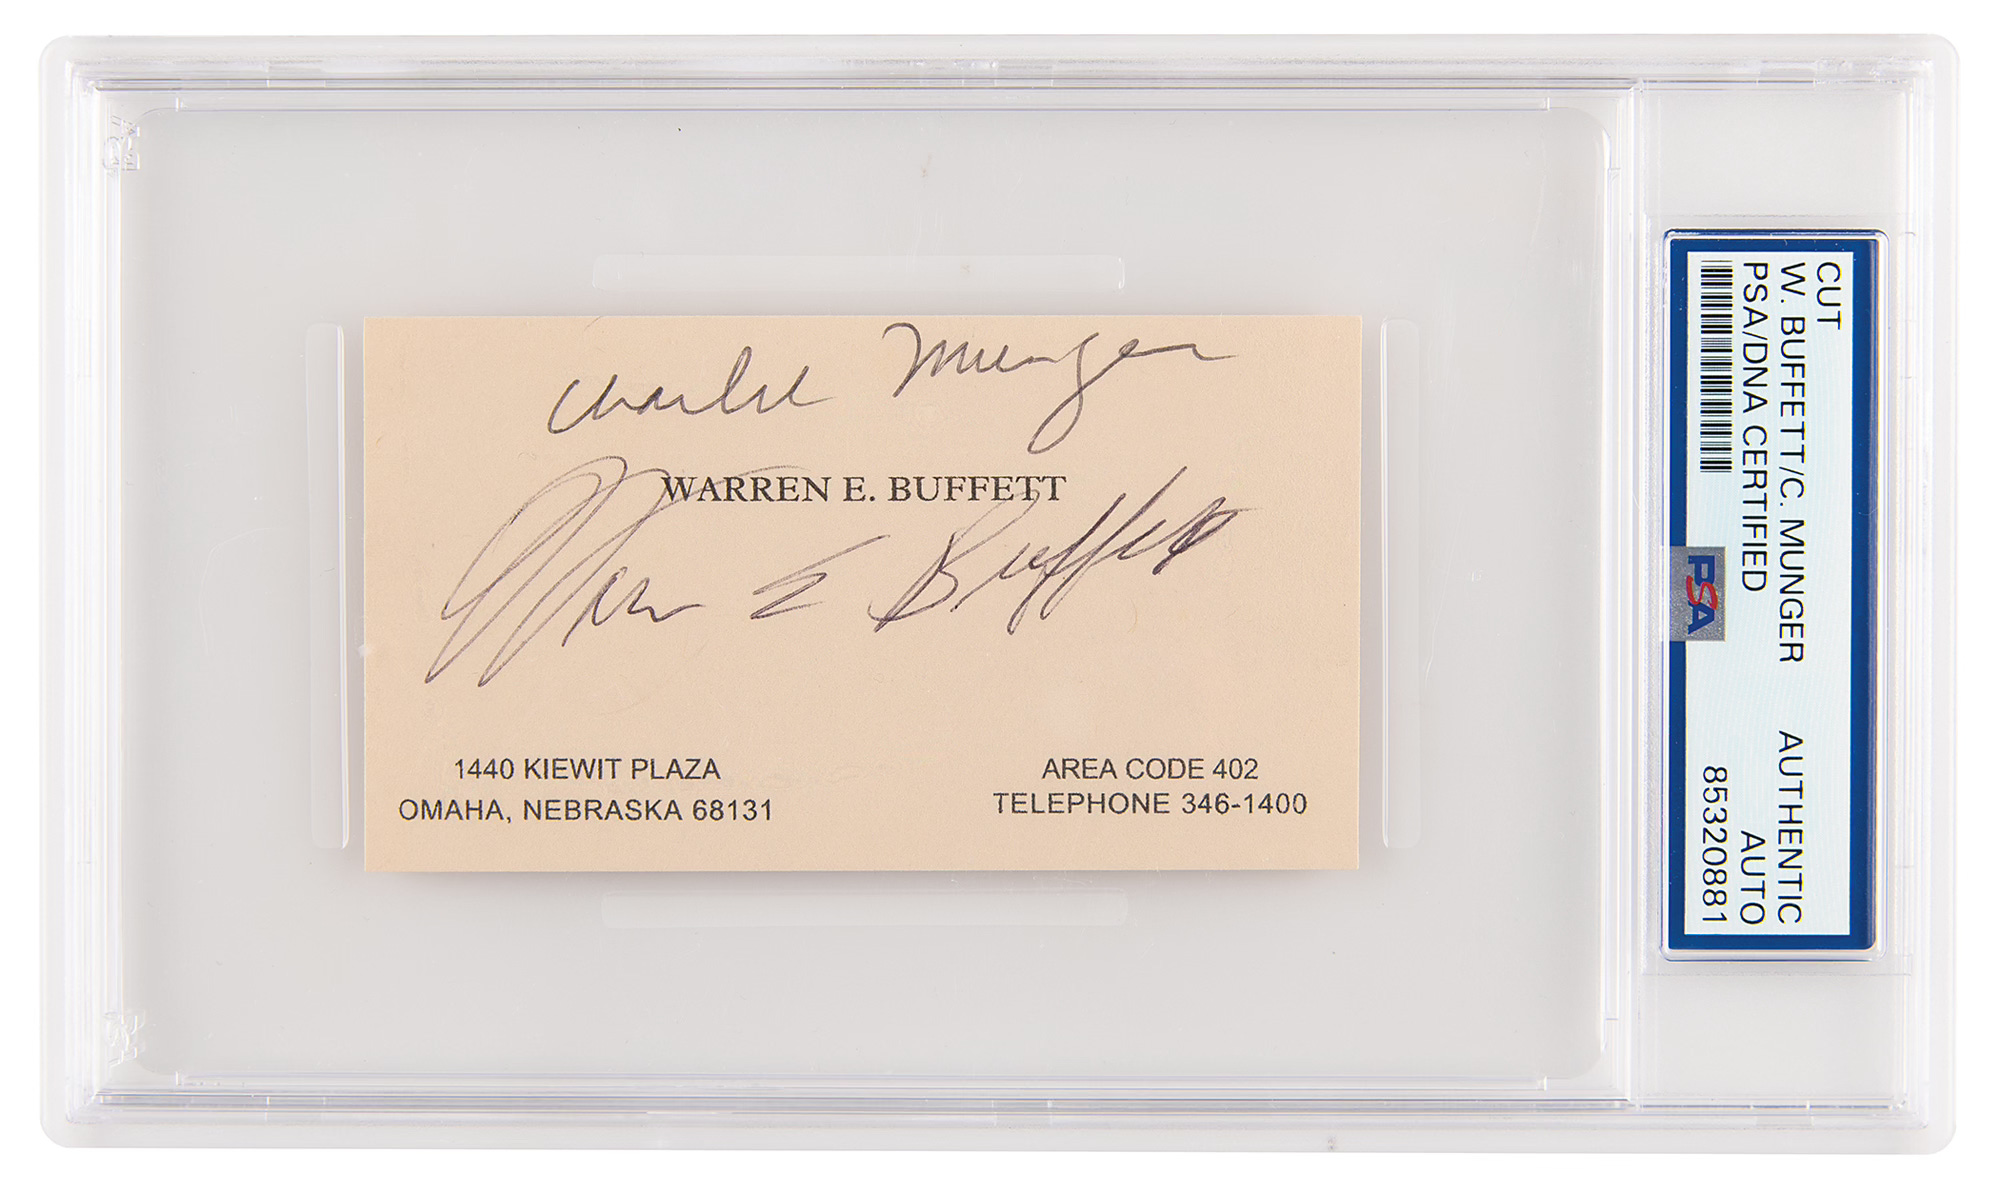 Charlie Munger
WARREN E. BUFFETT
Warren E Buffett
1440 KIEWIT PLAZA
OMAHA, NEBRASKA 68131
AREA CODE 402
TELEPHONE 346-1400
CUT
W. BUFFETT/C. MUNGER AUTHENTIC
PSA/DNA CERTIFIED AUTO
85320881
PSA